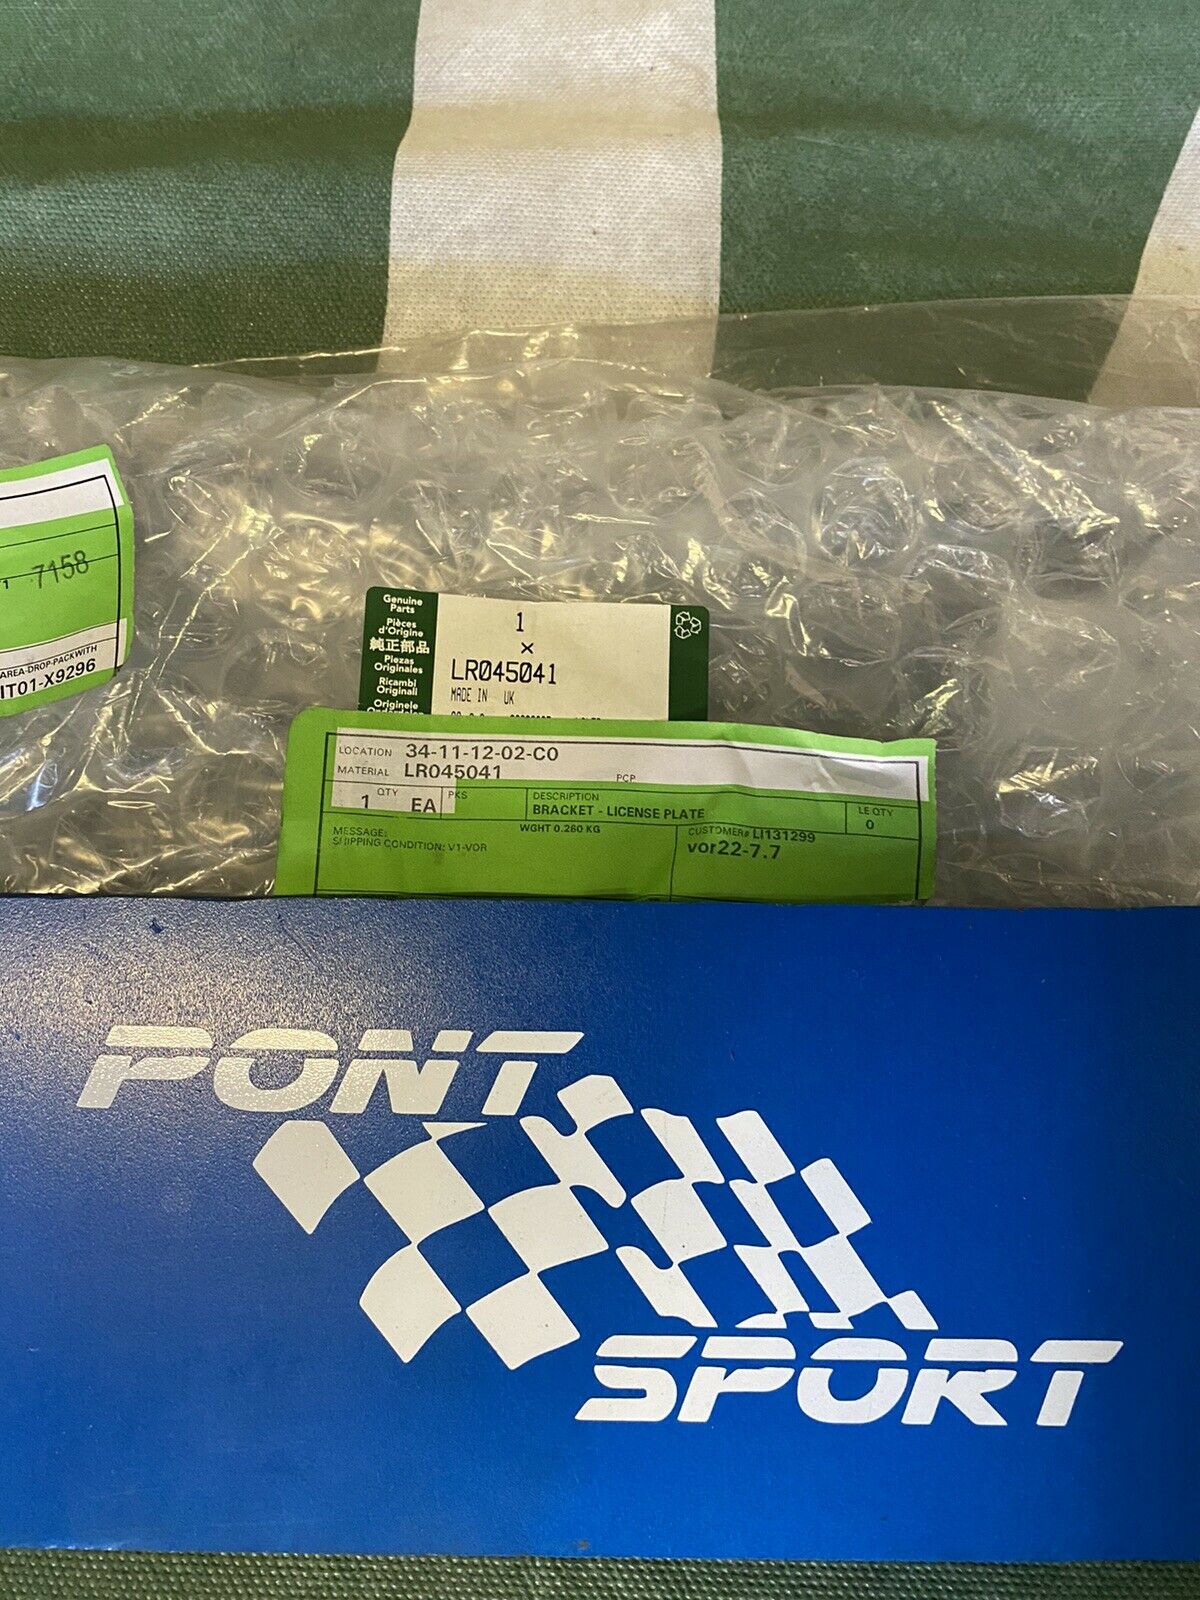 7158
AREA-DROP-PACKWITH
IT01-X9296
Genuine
Parts
Pièces
d'Origine
純正部品
Piezas
Originales
Ricambi
Originali
Originele
Onderdelen
1
×
LR045041
MADE IN UK
LOCATION 34-11-12-02-C0
MATERIAL LR045041
PCP
1 QTY EA PKS
DESCRIPTION
BRACKET - LICENSE PLATE
LE QTY
0
WGHT 0.260 KG
MESSAGE:
SHIPPING CONDITION: V1-VOR
CUSTOMER# LI131299
vor22-7.7
PONT
SPORT